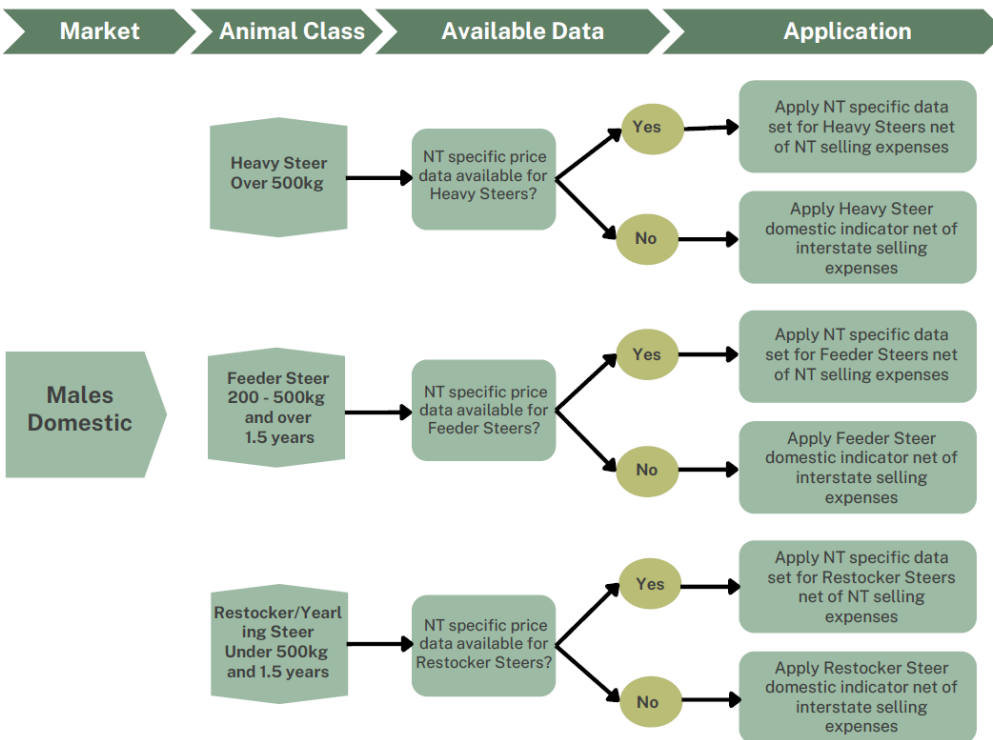 Market
Animal Class
Available Data
Application
Males
Domestic
Heavy Steer
Over 500kg
NT specific price
data available for
Heavy Steers?
Yes
Apply NT specific data
set for Heavy Steers net
of NT selling expenses
No
Apply Heavy Steer
domestic indicator net of
interstate selling
expenses
Feeder Steer
200 - 500kg
and over
1.5 years
NT specific price
data available for
Feeder Steers?
Yes
Apply NT specific data
set for Feeder Steers net
of NT selling expenses
No
Apply Feeder Steer
domestic indicator net of
interstate selling
expenses
Restocker/Yearl
ing Steer
Under 500kg
and 1.5 years
NT specific price
data available for
Restocker Steers?
Yes
Apply NT specific data
set for Restocker Steers
net of NT selling
expenses
No
Apply Restocker Steer
domestic indicator net of
interstate selling
expenses